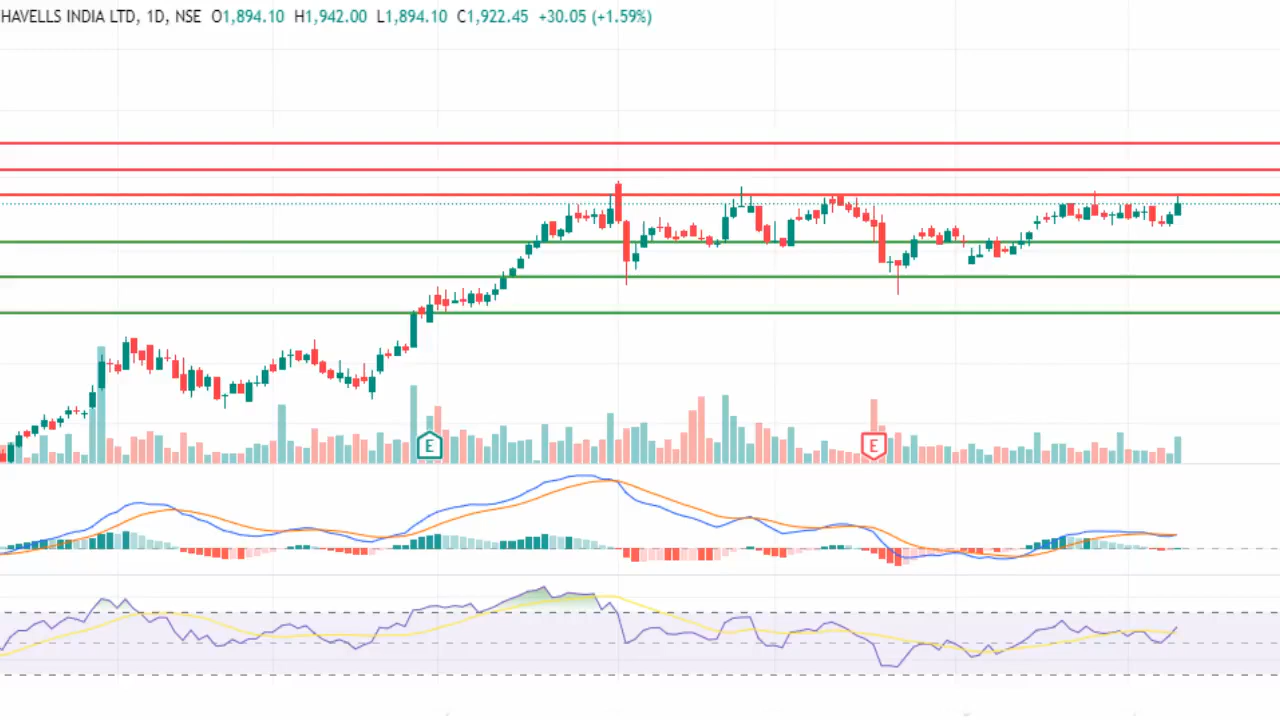 HAVELLS INDIA LTD, 1D, NSE O1,894.10 H1,942.00 L1,894.10 C1,922.45 +30.05 (+1.59%)
E
E